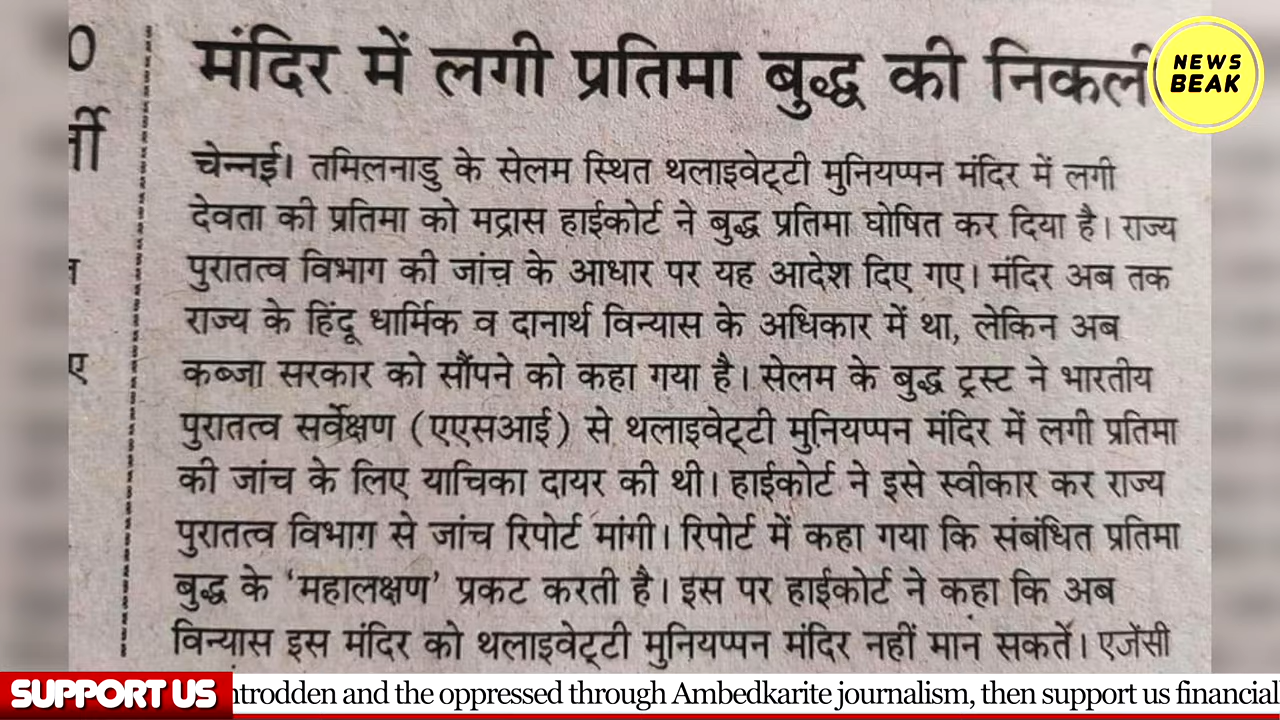 मंदिर में लगी प्रतिमा बुद्ध की निकली
NEWS
BEAK
चेन्नई। तमिलनाडु के सेलम स्थित थलाइवेट्टी मुनियप्पन मंदिर में लगी
देवता की प्रतिमा को मद्रास हाईकोर्ट ने बुद्ध प्रतिमा घोषित कर दिया है। राज्य
पुरातत्व विभाग की जांच के आधार पर यह आदेश दिए गए। मंदिर अब तक
राज्य के हिंदू धार्मिक व दानार्थ विन्यास के अधिकार में था, लेकिन अब
कब्जा सरकार को सौंपने को कहा गया है। सेलम के बुद्ध ट्रस्ट ने भारतीय
पुरातत्व सर्वेक्षण (एएसआई) से थलाइवेट्टी मुनियप्पन मंदिर में लगी प्रतिमा
की जांच के लिए याचिका दायर की थी। हाईकोर्ट ने इसे स्वीकार कर राज्य
पुरातत्व विभाग से जांच रिपोर्ट मांगी। रिपोर्ट में कहा गया कि संबंधित प्रतिमा
बुद्ध के ‘महालक्षण’ प्रकट करती है। इस पर हाईकोर्ट ने कहा कि अब
विन्यास इस मंदिर को थलाइवेट्टी मुनियप्पन मंदिर नहीं मान सकते। एजेंसी
SUPPORT US
ntrodden and the oppressed through Ambedkarite journalism, then support us financial